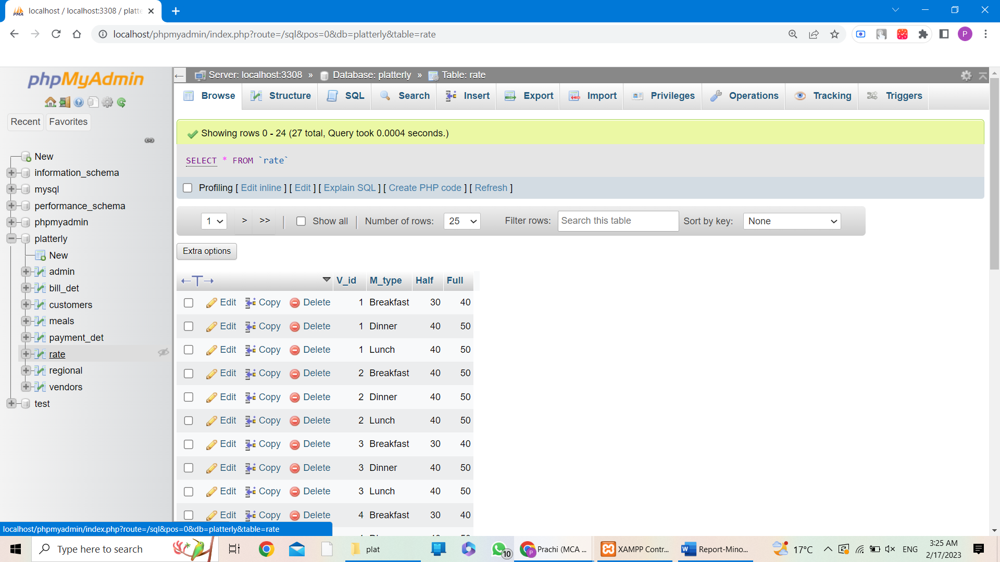 localhost / localhost:3308 / platte
localhost/phpmyadmin/index.php?route=/sql&pos=0&db=platterly&table=rate
P
phpMyAdmin
Recent Favorites
New
information_schema
mysql
performance_schema
phpmyadmin
platterly
New
admin
bill_det
customers
meals
payment_det
rate
regional
vendors
test
Server: localhost:3308 » Database: platterly » Table: rate
Browse Structure SQL Search Insert Export Import Privileges Operations Tracking Triggers
Showing rows 0 - 24 (27 total, Query took 0.0004 seconds.)
SELECT * FROM `rate`
Profiling [ Edit inline ] [ Edit ] [ Explain SQL ] [ Create PHP code ] [ Refresh ]
1 > >> | Show all | Number of rows: 25 Filter rows: Search this table Sort by key: None
Extra options
←T→ V_id M_type Half Full
Edit Copy Delete 1 Breakfast 30 40
Edit Copy Delete 1 Dinner 40 50
Edit Copy Delete 1 Lunch 40 50
Edit Copy Delete 2 Breakfast 40 50
Edit Copy Delete 2 Dinner 40 50
Edit Copy Delete 2 Lunch 40 50
Edit Copy Delete 3 Breakfast 30 40
Edit Copy Delete 3 Dinner 40 50
Edit Copy Delete 3 Lunch 40 50
Edit Copy Delete 4 Breakfast 30 40
localhost/phpmyadmin/index.php?route=/sql&pos=0&db=platterly&table=rate
Type here to search plat 10 Prachi (MCA ... XAMPP Contr... Report-Mino... 17°C ENG 3:25 AM
2/17/2023